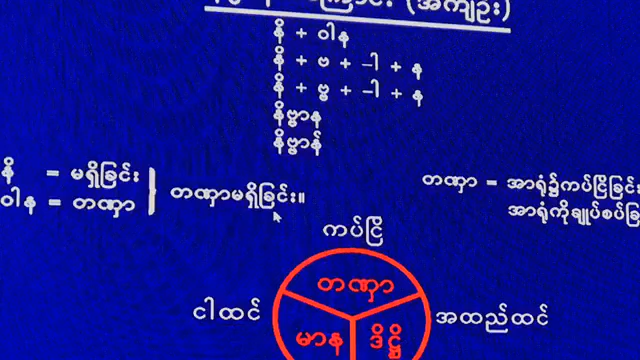 (အကျဉ်း)
နိ + ဝါန
နိ + ဗ + –ါ + န
နိ + ဗ္ဗ + –ါ + န
နိဗ္ဗာန
နိဗ္ဗာန်
နိ = မရှိခြင်း
ဝါန = တဏှာ
တဏှာမရှိခြင်း။
တဏှာ = အာရုံ၌ကပ်ငြိခြင်း
အာရုံကိုချုပ်စပ်ခြ
ကပ်ငြိ
တဏှာ
ငါထင်
အထည်ထင်
မာန
ဒိဋ္ဌိ